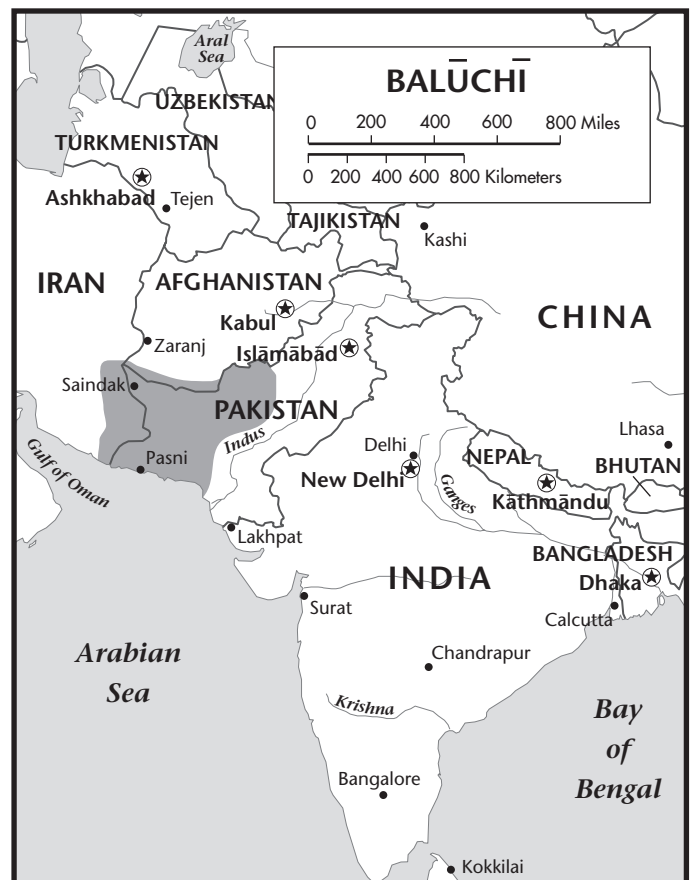 Aral
Sea
BALŪCHĪ
0 200 400 600 800 Miles
0 200 400 600 800 Kilometers
UZBEKISTAN
TURKMENISTAN
Ashkhabad
Tejen
TAJIKISTAN
Kashi
IRAN
AFGHANISTAN
Kabul
CHINA
Zaranj
Islāmābād
Saindak
PAKISTAN
Indus
Lhasa
Delhi
NEPAL
BHUTAN
Gulf of Oman
Pasni
New Delhi
Ganges
Kāthmāndu
Lakhpat
BANGLADESH
INDIA
Dhaka
Surat
Calcutta
Arabian
Sea
Chandrapur
Krishna
Bay
of
Bengal
Bangalore
Kokkilai